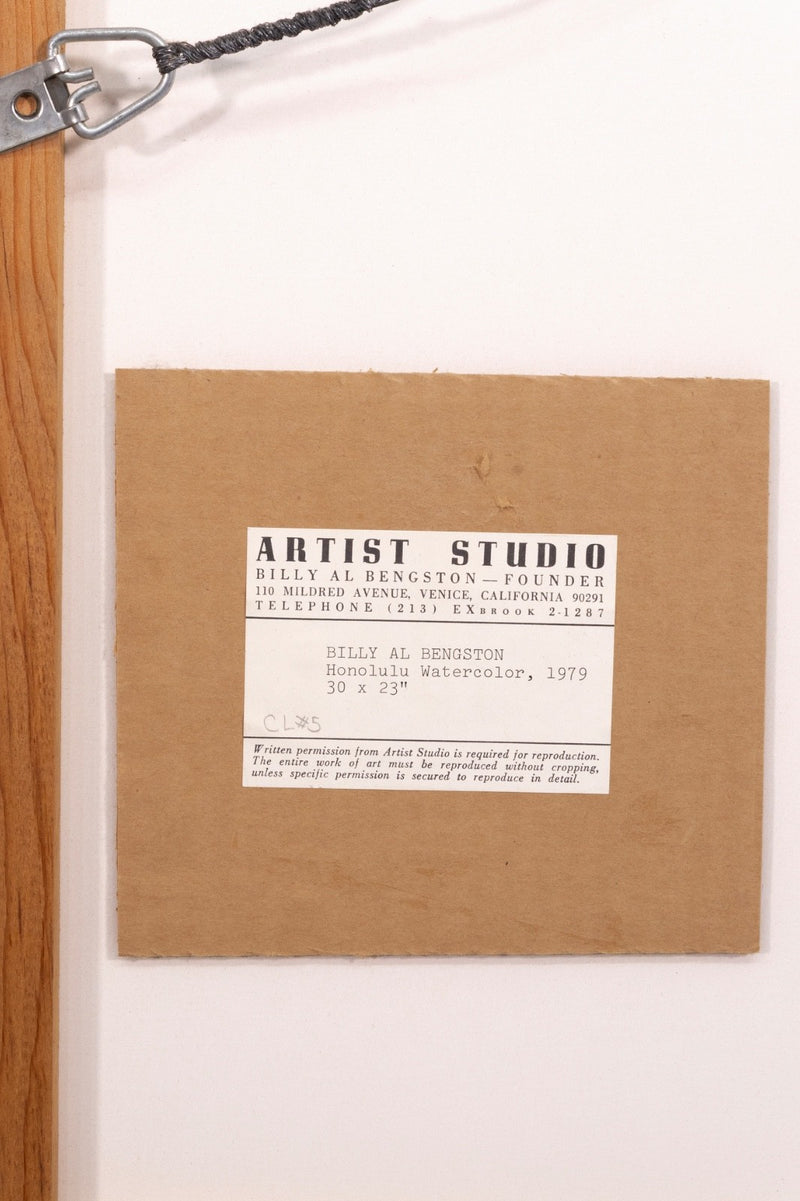 ARTIST STUDIO
BILLY AL BENGSTON — FOUNDER
110 MILDRED AVENUE, VENICE, CALIFORNIA 90291
TELEPHONE (213) EXBROOK 2-1287
BILLY AL BENGSTON
Honolulu Watercolor, 1979
30 x 23"
CL#5
Written permission from Artist Studio is required for reproduction.
The entire work of art must be reproduced without cropping,
unless specific permission is secured to reproduce in detail.